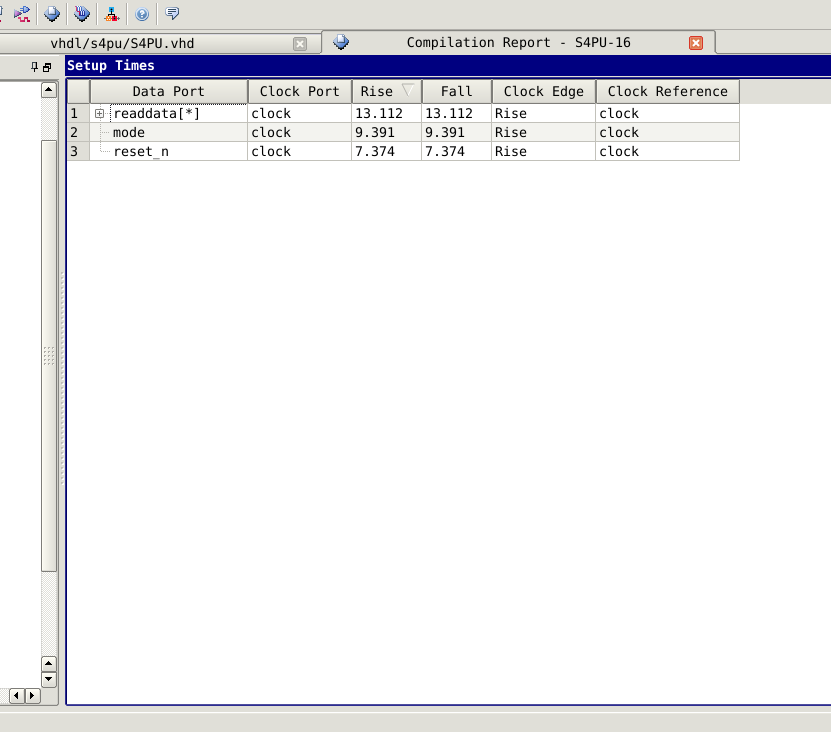 vhdl/s4pu/S4PU.vhd
Compilation Report - S4PU-16
Setup Times
Data Port Clock Port Rise Fall Clock Edge Clock Reference
1 readdata[*] clock 13.112 13.112 Rise clock
2 mode clock 9.391 9.391 Rise clock
3 reset_n clock 7.374 7.374 Rise clock